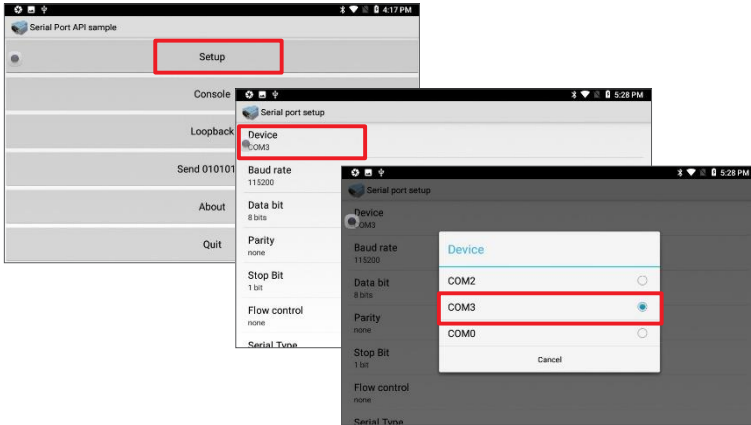 4:17 PM
Serial Port API sample
Setup
Console
Loopback
Send 010101
About
Quit
5:28 PM
Serial port setup
Device
COM3
Baud rate
115200
Data bit
8 bits
Parity
none
Stop Bit
1 bit
Flow control
none
Serial Type
5:28 PM
Serial port setup
Device
COM3
Baud rate
115200
Data bit
8 bits
Parity
none
Stop Bit
1 bit
Flow control
none
Serial Type
Device
COM2
COM3
COM0
Cancel